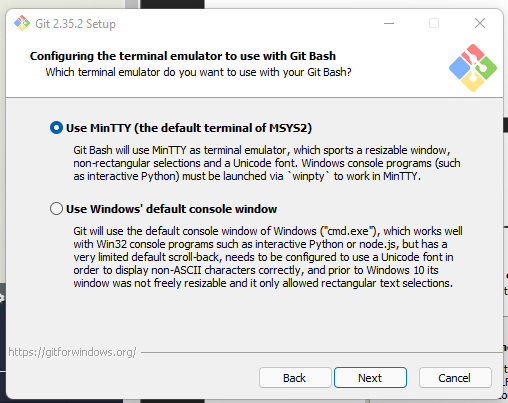 Git 2.35.2 Setup
Configuring the terminal emulator to use with Git Bash
Which terminal emulator do you want to use with your Git Bash?
Use MinTTY (the default terminal of MSYS2)
Git Bash will use MinTTY as terminal emulator, which sports a resizable window,
non-rectangular selections and a Unicode font. Windows console programs (such
as interactive Python) must be launched via `winpty` to work in MinTTY.
Use Windows' default console window
Git will use the default console window of Windows ("cmd.exe"), which works well
with Win32 console programs such as interactive Python or node.js, but has a
very limited default scroll-back, needs to be configured to use a Unicode font in
order to display non-ASCII characters correctly, and prior to Windows 10 its
window was not freely resizable and it only allowed rectangular text selections.
https://gitforwindows.org/
Back
Next
Cancel